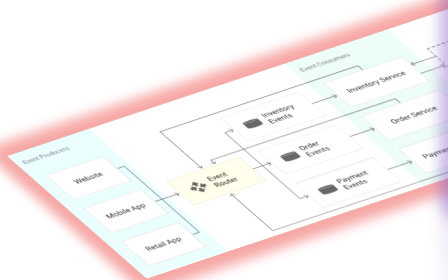 Event Producers
Website
Mobile App
Retail App
Event
Router
Inventory
Events
Order
Events
Payment
Events
Event Consumers
Inventory Service
Order Service
Payme